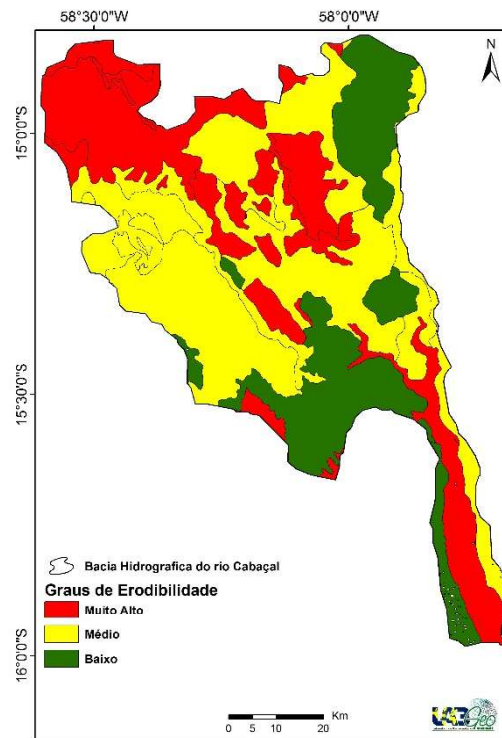 58°30'0"W 58°0'0"W
N
15°0'0"S
15°30'0"S
16°0'0"S
Bacia Hidrografica do rio Cabaçal
Graus de Erodibilidade
Muito Alto
Médio
Baixo
Km
0 5 10 20
LABGeo